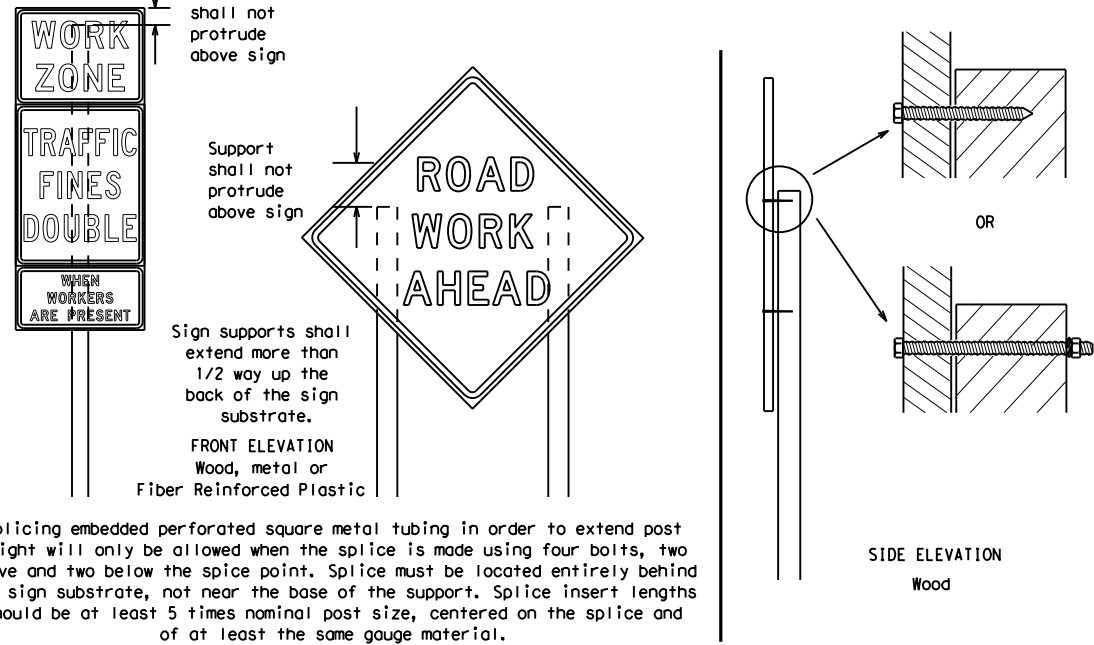 shall not
protrude
above sign
WORK
ZONE
TRAFFIC
FINES
DOUBLE
WHEN
WORKERS
ARE PRESENT
Support
shall not
protrude
above sign
ROAD
WORK
AHEAD
Sign supports shall
extend more than
1/2 way up the
back of the sign
substrate.
FRONT ELEVATION
Wood, metal or
Fiber Reinforced Plastic
plicing embedded perforated square metal tubing in order to extend post
ight will only be allowed when the splice is made using four bolts, two
ve and two below the spice point. Splice must be located entirely behind
sign substrate, not near the base of the support. Splice insert lengths
ould be at least 5 times nominal post size, centered on the splice and
of at least the same gauge material.
OR
SIDE ELEVATION
Wood